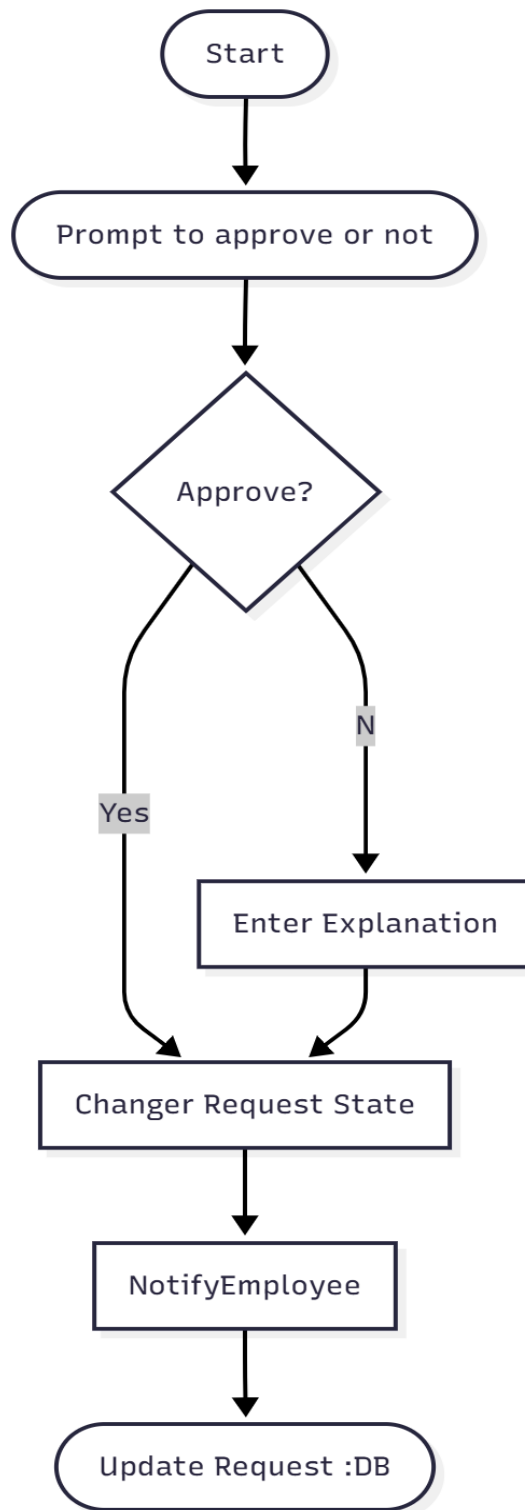 Start
Prompt to approve or not
Approve?
N
Yes
Enter Explanation
Changer Request State
NotifyEmployee
Update Request :DB